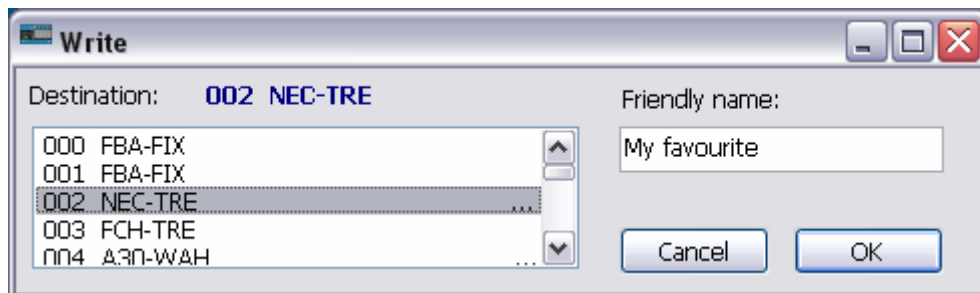 Write
Destination: 002 NEC-TRE
Friendly name:
000 FBA-FIX
001 FBA-FIX
002 NEC-TRE ...
003 FCH-TRE
004 A30-WAH ...
My favourite
Cancel OK